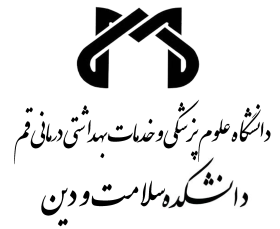 دانشگاه علوم پزشکی و خدمات بهداشتی درمانی قم
دانشکده سلامت و دین